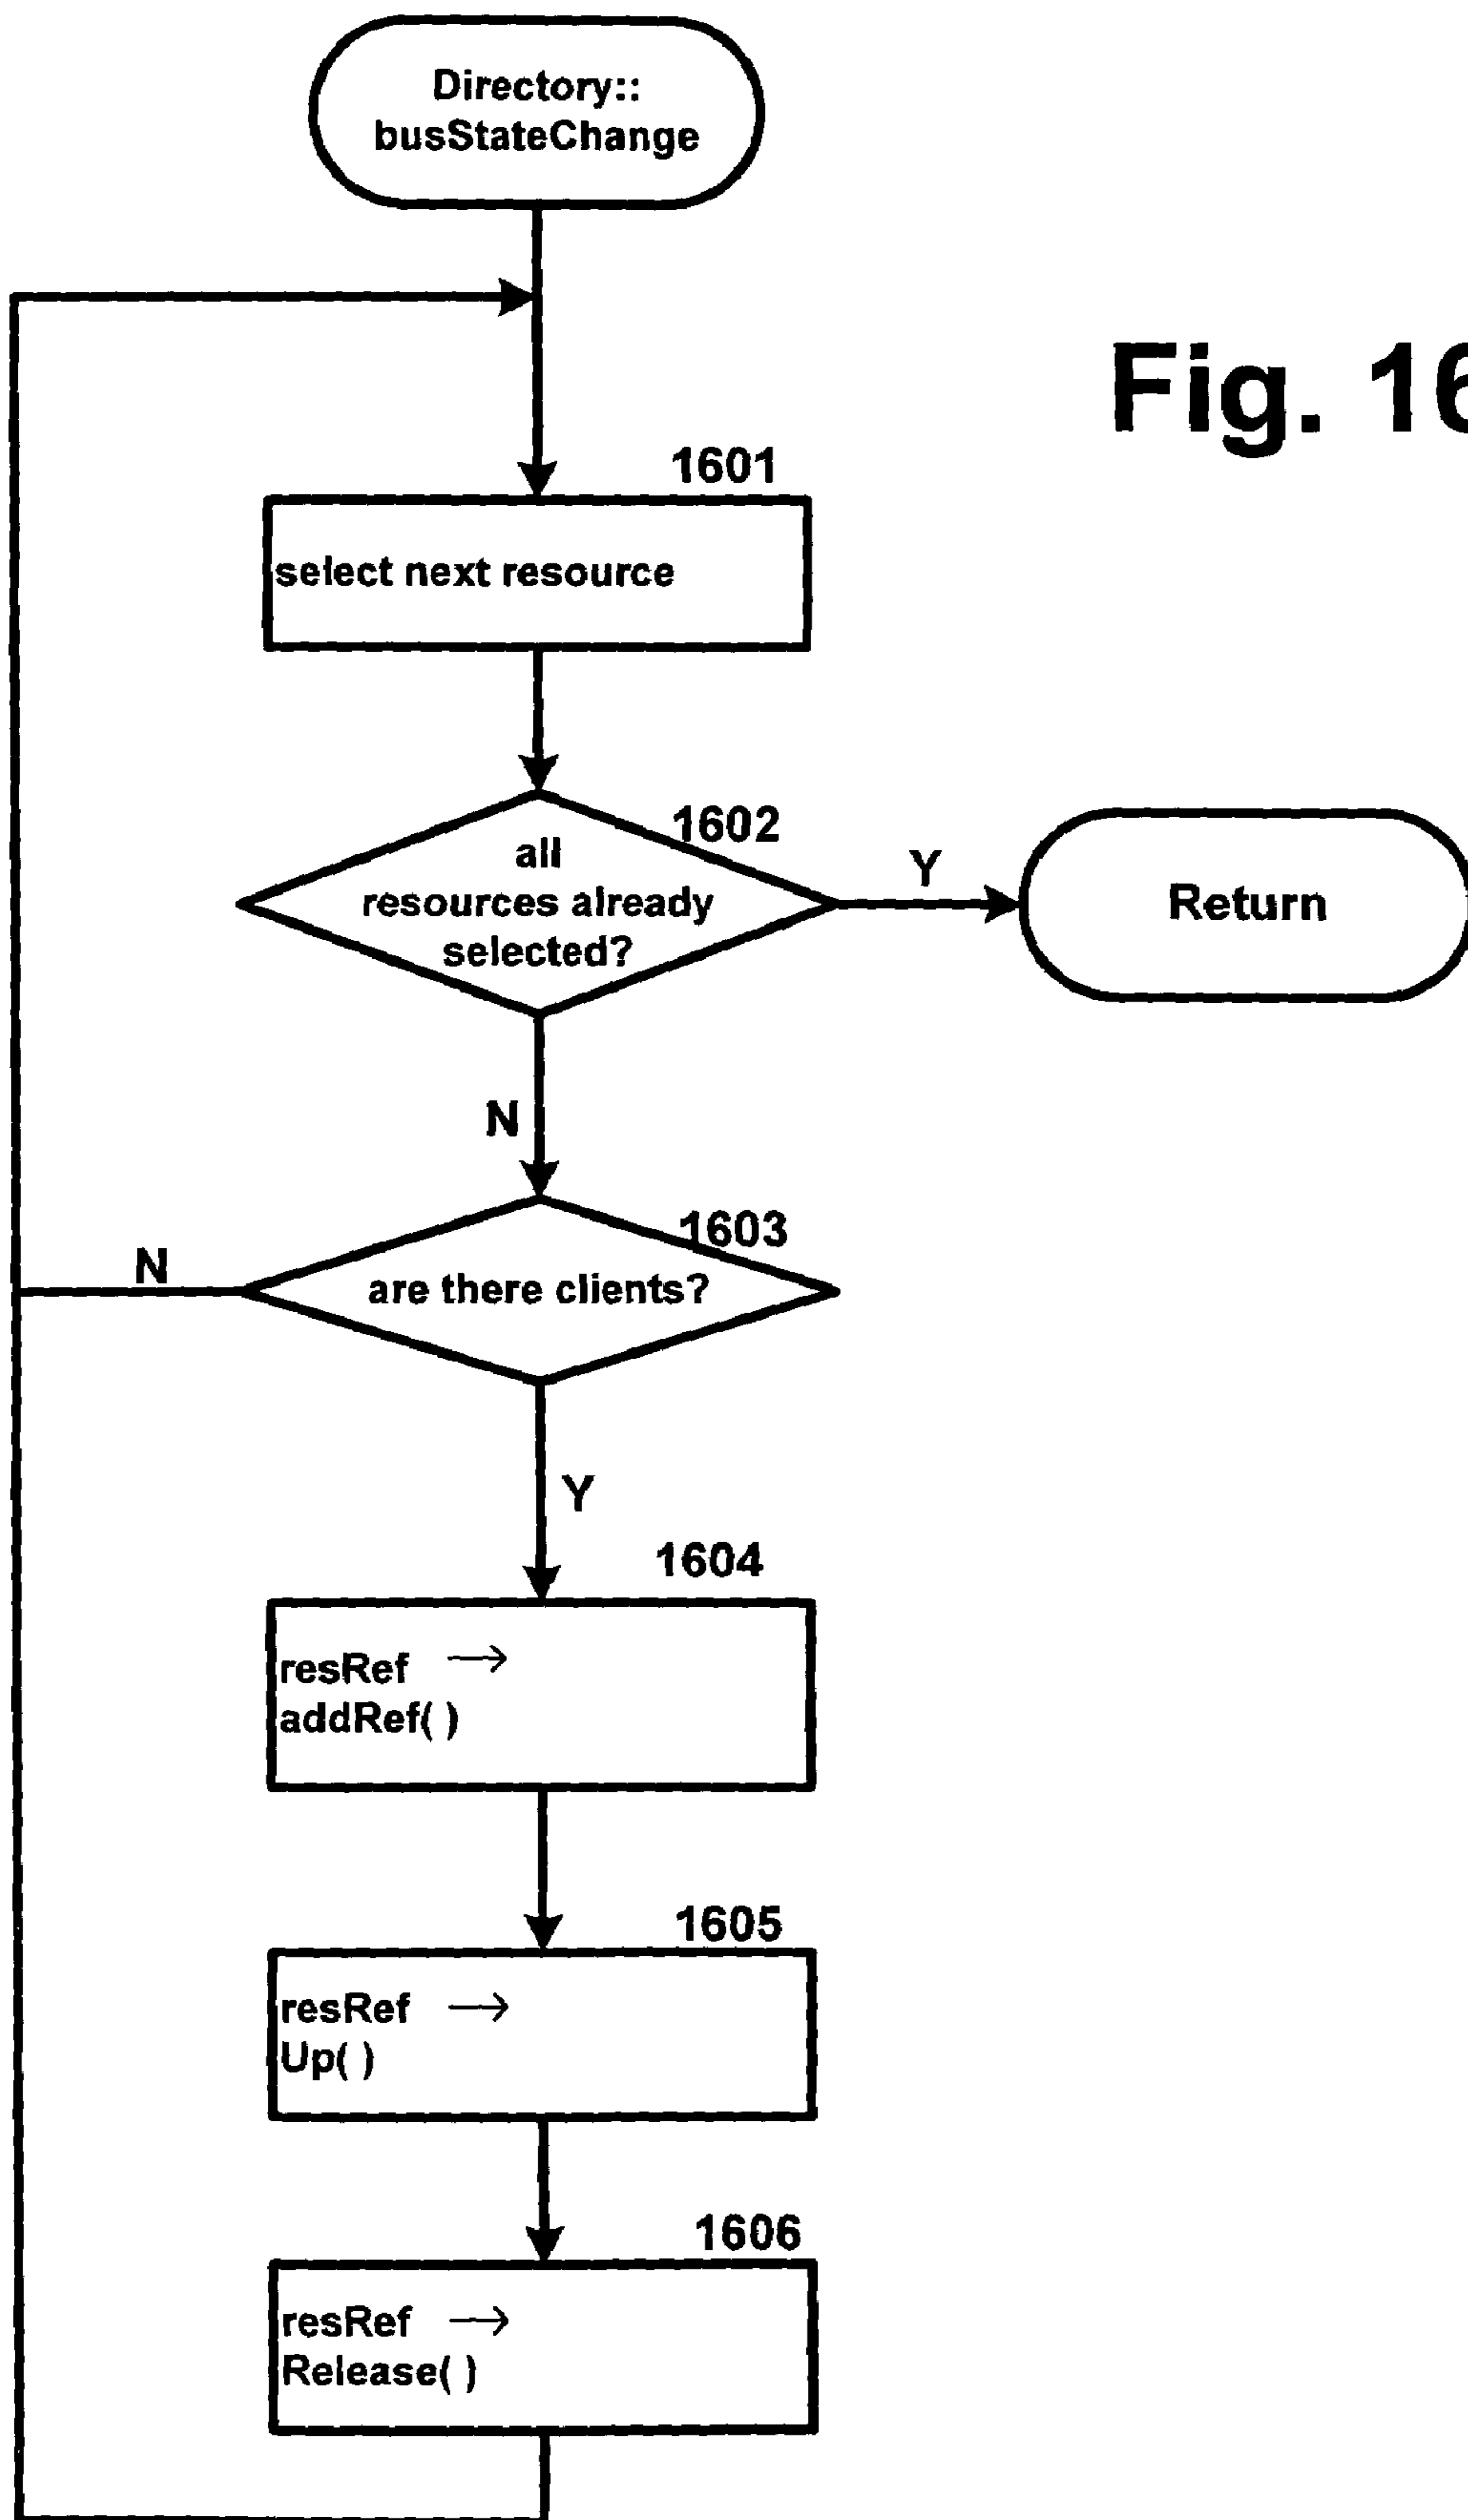 Directory::
busStateChange
Fig. 16
1601
select next resource
1602
all
resources already
selected?
Y
Return
N
1603
are there clients?
N
Y
1604
resRef →
addRef( )
1605
resRef →
Up( )
1606
resRef →
Release( )